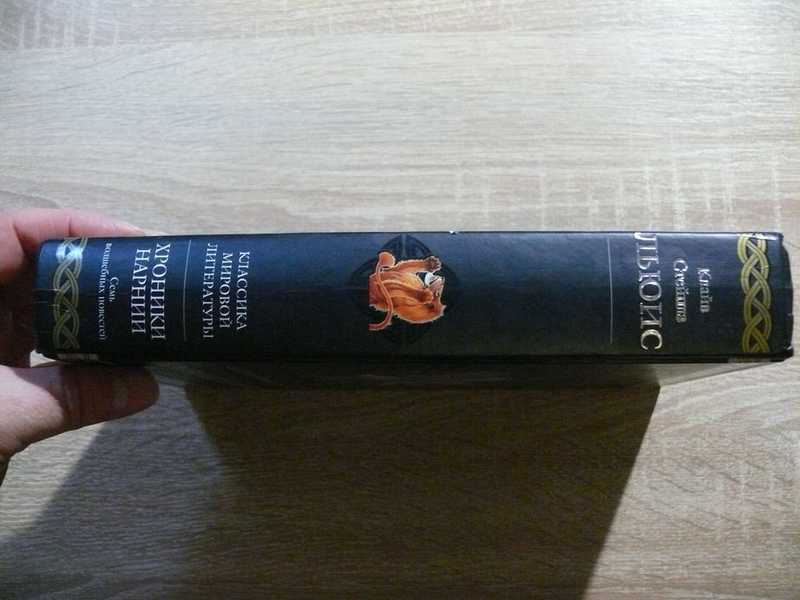 Клайв
Стейплз
ЛЬЮИС
КЛАССИКА
МИРОВОЙ
ЛИТЕРАТУРЫ
ХРОНИКИ
НАРНИИ
Семь
волшебных повестей